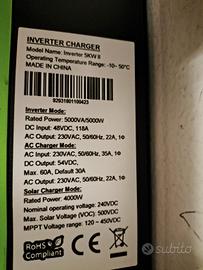 INVERTER CHARGER
Model Name: Inverter 5KW II
Operating Temperature Range: -10~ 50°C
MADE IN CHINA
92931801100423
Inverter Mode:
Rated Power: 5000VA/5000W
DC Input: 48VDC, 118A
AC Output: 230VAC, 50/60Hz, 22A, 1Φ
AC Charger Mode:
AC Input: 230VAC, 50/60Hz, 35A, 1Φ
DC Output: 54VDC,
Max. 60A, Default 30A
AC Output: 230VAC, 50/60Hz, 22A, 1Φ
Solar Charger Mode:
Rated Power: 4000W
Nominal operating voltage: 240VDC
Max. Solar Voltage (VOC): 500VDC
MPPT Voltage range: 120 ~ 450VDC
RoHS
Compliant
CE
subito